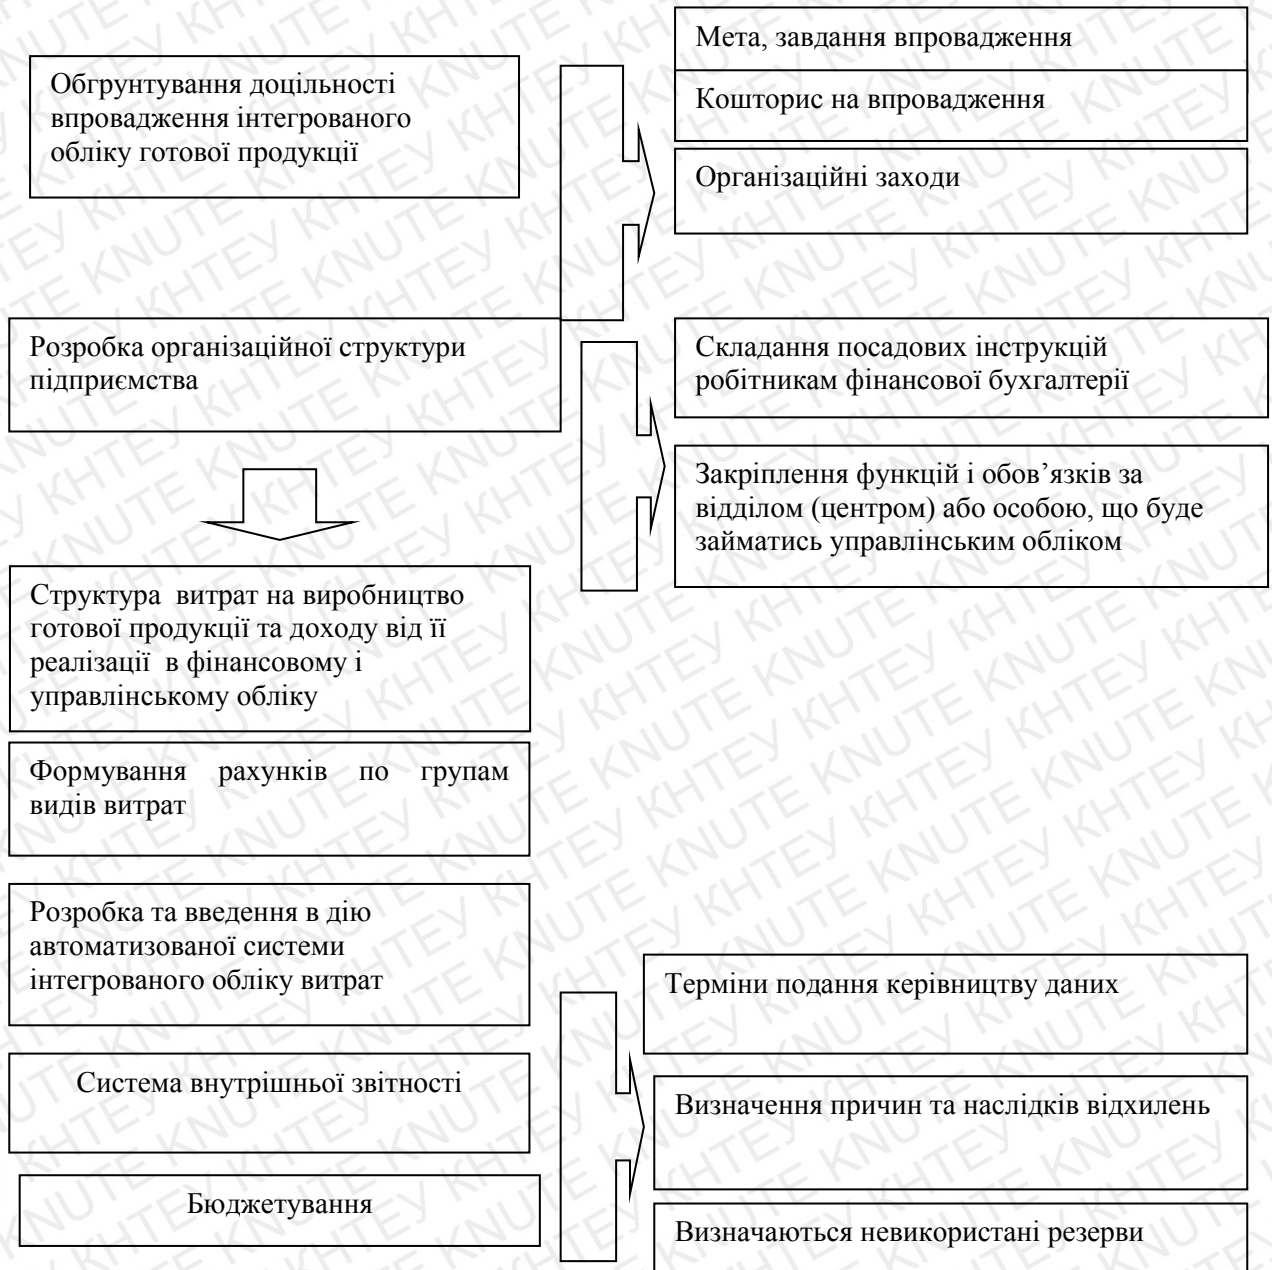 Мета, завдання впровадження
Обгрунтування доцільності
впровадження інтегрованого
обліку готової продукції
Кошторис на впровадження
Організаційні заходи
Розробка організаційної структури
підприємства
Складання посадових інструкцій
робітникам фінансової бухгалтерії
Закріплення функцій і обов’язків за
відділом (центром) або особою, що буде
займатись управлінським обліком
Структура витрат на виробництво
готової продукції та доходу від її
реалізації в фінансовому і
управлінському обліку
Формування рахунків по групам
видів витрат
Розробка та введення в дію
автоматизованої системи
інтегрованого обліку витрат
Терміни подання керівництву даних
Система внутрішньої звітності
Визначення причин та наслідків відхилень
Бюджетування
Визначаються невикористані резерви